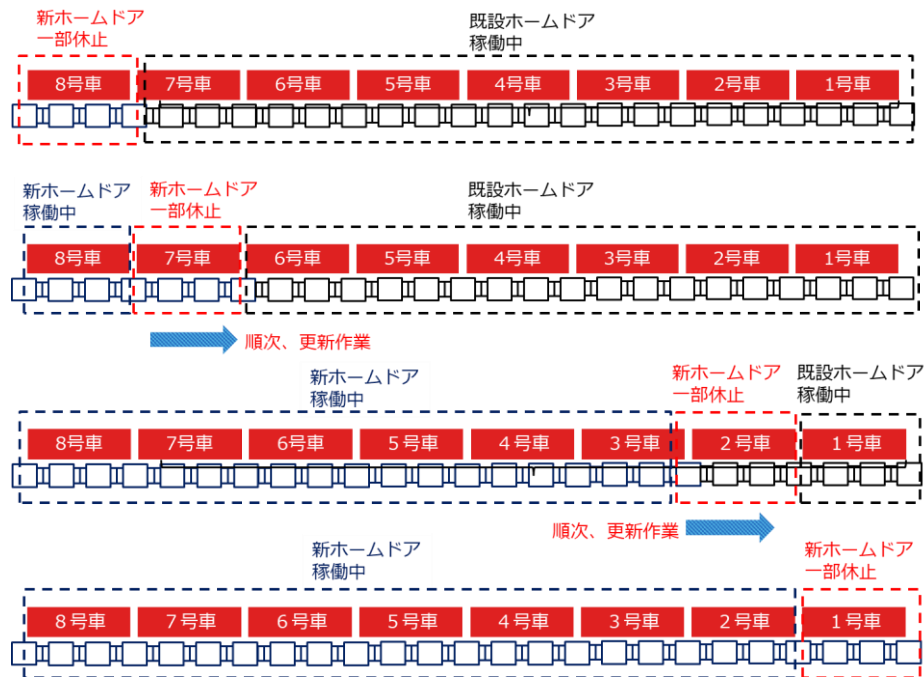 新ホームドア
一部休止
既設ホームドア
稼働中
8号車
7号車
6号車
5号車
4号車
3号車
2号車
1号車
新ホームドア
稼働中
新ホームドア
一部休止
既設ホームドア
稼働中
8号車
7号車
6号車
5号車
4号車
3号車
2号車
1号車
順次、更新作業
新ホームドア
稼働中
新ホームドア
一部休止
既設ホームドア
稼働中
8号車
7号車
6号車
5号車
4号車
3号車
2号車
1号車
順次、更新作業
新ホームドア
稼働中
新ホームドア
一部休止
8号車
7号車
6号車
5号車
4号車
3号車
2号車
1号車